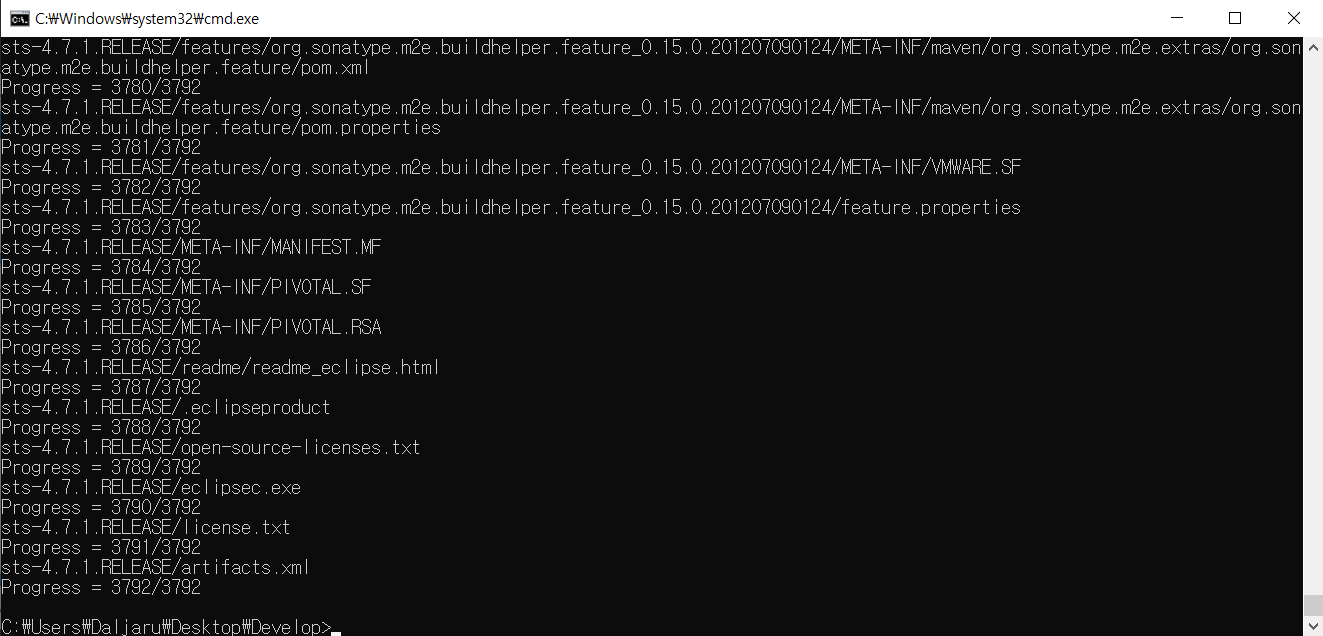 C:₩Windows₩system32₩cmd.exe
sts-4.7.1.RELEASE/features/org.sonatype.m2e.buildhelper.feature_0.15.0.201207090124/META-INF/maven/org.sonatype.m2e.extras/org.son
atype.m2e.buildhelper.feature/pom.xml
Progress = 3780/3792
sts-4.7.1.RELEASE/features/org.sonatype.m2e.buildhelper.feature_0.15.0.201207090124/META-INF/maven/org.sonatype.m2e.extras/org.son
atype.m2e.buildhelper.feature/pom.properties
Progress = 3781/3792
sts-4.7.1.RELEASE/features/org.sonatype.m2e.buildhelper.feature_0.15.0.201207090124/META-INF/VMWARE.SF
Progress = 3782/3792
sts-4.7.1.RELEASE/features/org.sonatype.m2e.buildhelper.feature_0.15.0.201207090124/feature.properties
Progress = 3783/3792
sts-4.7.1.RELEASE/META-INF/MANIFEST.MF
Progress = 3784/3792
sts-4.7.1.RELEASE/META-INF/PIVOTAL.SF
Progress = 3785/3792
sts-4.7.1.RELEASE/META-INF/PIVOTAL.RSA
Progress = 3786/3792
sts-4.7.1.RELEASE/readme/readme_eclipse.html
Progress = 3787/3792
sts-4.7.1.RELEASE/.eclipseproduct
Progress = 3788/3792
sts-4.7.1.RELEASE/open-source-licenses.txt
Progress = 3789/3792
sts-4.7.1.RELEASE/eclipsec.exe
Progress = 3790/3792
sts-4.7.1.RELEASE/license.txt
Progress = 3791/3792
sts-4.7.1.RELEASE/artifacts.xml
Progress = 3792/3792
C:₩Users₩Daljaru₩Desktop₩Develop>